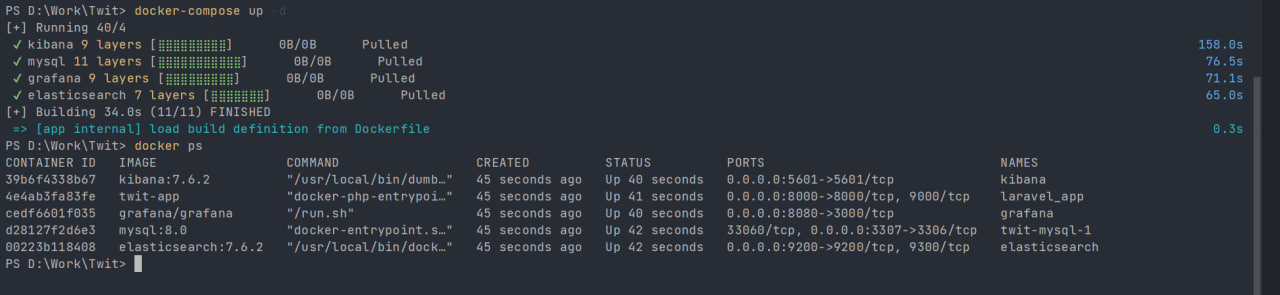 PS D:\Work\Twit> docker-compose up -d
[+] Running 40/4
✓ kibana 9 layers [⣿⣿⣿⣿⣿⣿⣿⣿⣿] 0B/0B Pulled 158.0s
✓ mysql 11 layers [⣿⣿⣿⣿⣿⣿⣿⣿⣿⣿⣿] 0B/0B Pulled 76.5s
✓ grafana 9 layers [⣿⣿⣿⣿⣿⣿⣿⣿⣿] 0B/0B Pulled 71.1s
✓ elasticsearch 7 layers [⣿⣿⣿⣿⣿⣿⣿] 0B/0B Pulled 65.0s
[+] Building 34.0s (11/11) FINISHED
=> [app internal] load build definition from Dockerfile 0.3s
PS D:\Work\Twit> docker ps
CONTAINER ID IMAGE COMMAND CREATED STATUS PORTS NAMES
39b6f4338b67 kibana:7.6.2 "/usr/local/bin/dumb…" 45 seconds ago Up 40 seconds 0.0.0.0:5601->5601/tcp kibana
4e4ab3fa83fe twit-app "docker-php-entrypoi…" 45 seconds ago Up 41 seconds 0.0.0.0:8000->8000/tcp, 9000/tcp laravel_app
cedf6601f035 grafana/grafana "/run.sh" 45 seconds ago Up 40 seconds 0.0.0.0:8080->3000/tcp grafana
d28127f2d6e3 mysql:8.0 "docker-entrypoint.s…" 45 seconds ago Up 42 seconds 33060/tcp, 0.0.0.0:3307->3306/tcp twit-mysql-1
00223b118408 elasticsearch:7.6.2 "/usr/local/bin/dock…" 45 seconds ago Up 42 seconds 0.0.0.0:9200->9200/tcp, 9300/tcp elasticsearch
PS D:\Work\Twit>